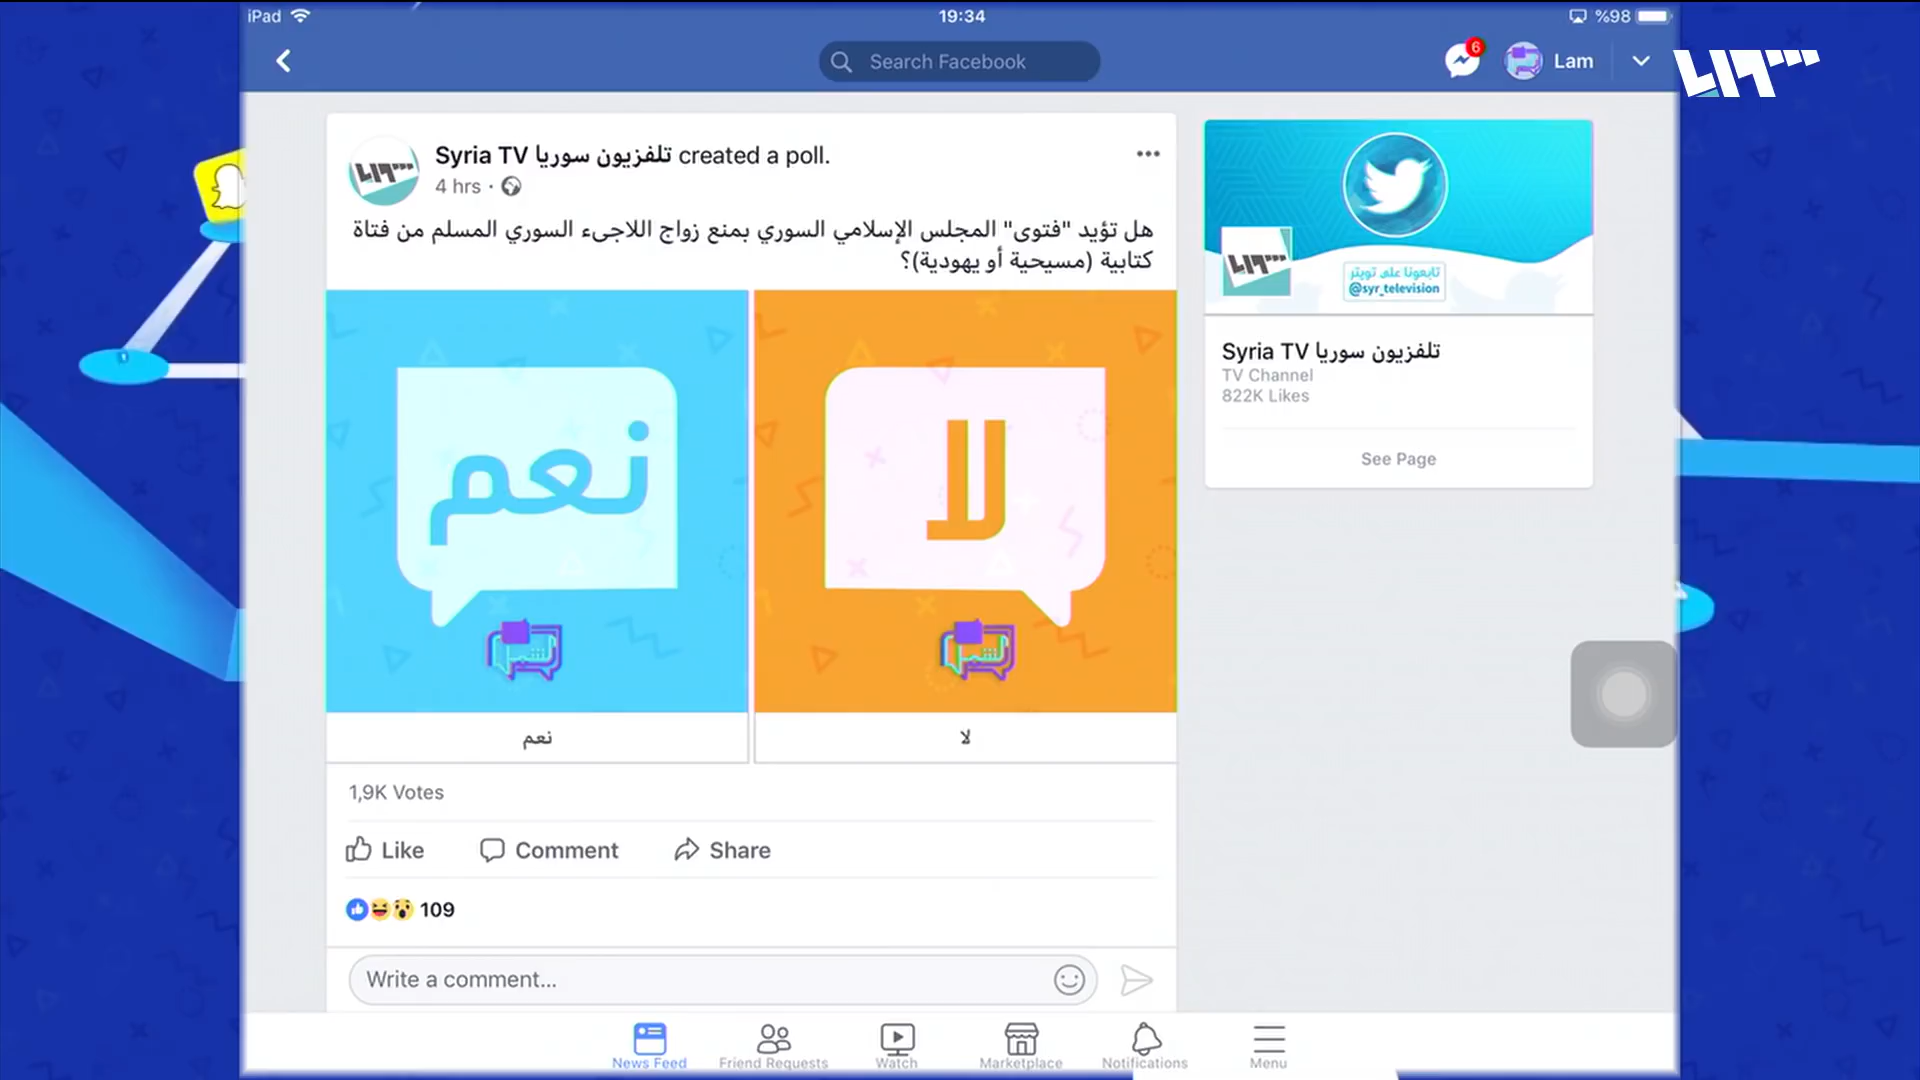 iPad
19:34
%98
Search Facebook
6
Lam
Syria TV تلفزيون سوريا created a poll.
4 hrs ·
هل تؤيد "فتوى" المجلس الإسلامي السوري بمنع زواج اللاجىء السوري المسلم من فتاة
كتابية (مسيحية أو يهودية)؟
نعم
لا
نعم
لا
1,9K Votes
Like
Comment
Share
109
Write a comment...
تابعونا على تويتر
@syr_television
Syria TV تلفزيون سوريا
TV Channel
822K Likes
See Page
News Feed
Friend Requests
Watch
Marketplace
Notifications
Menu